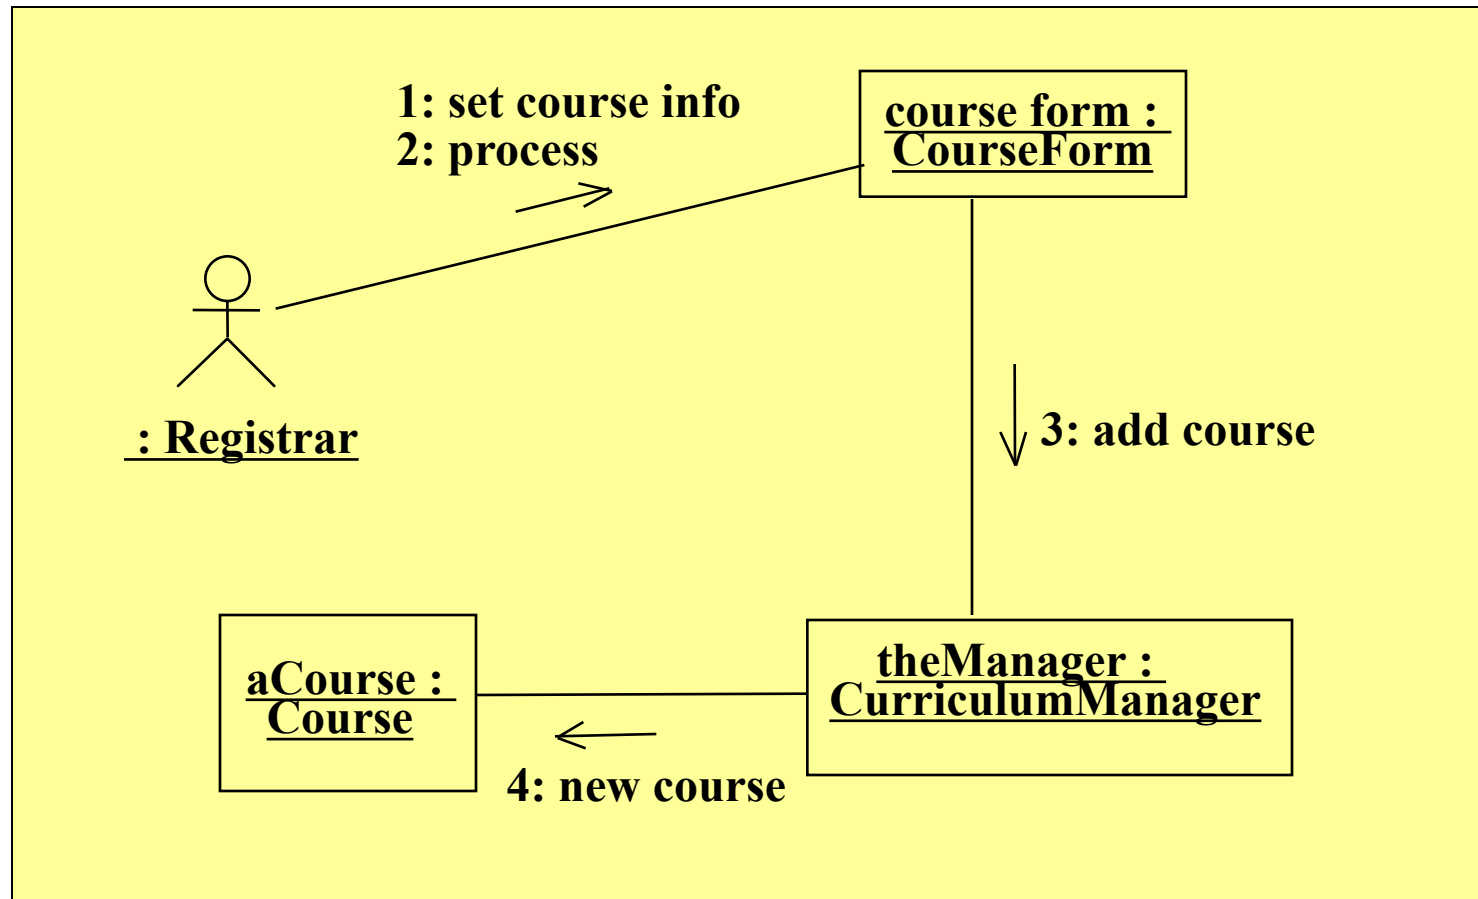 1: set course info
2: process
course form :
CourseForm
: Registrar
3: add course
aCourse :
Course
theManager :
CurriculumManager
4: new course